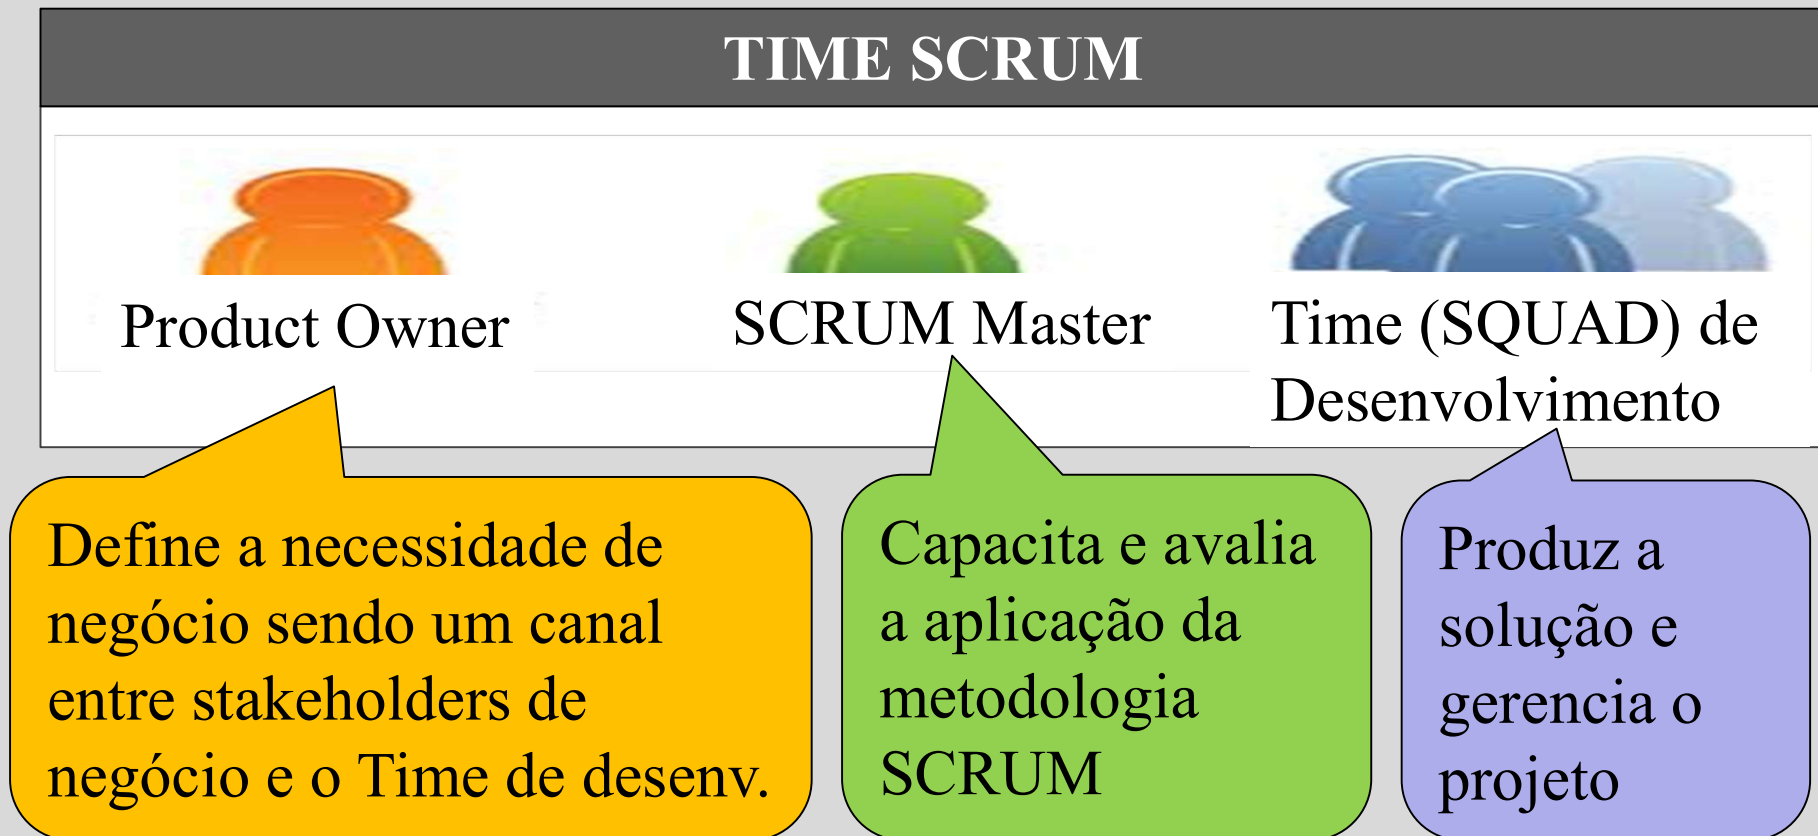 TIME SCRUM
Product Owner
SCRUM Master
Time (SQUAD) de
Desenvolvimento
Define a necessidade de
negócio sendo um canal
entre stakeholders de
negócio e o Time de desenv.
Capacita e avalia
a aplicação da
metodologia
SCRUM
Produz a
solução e
gerencia o
projeto